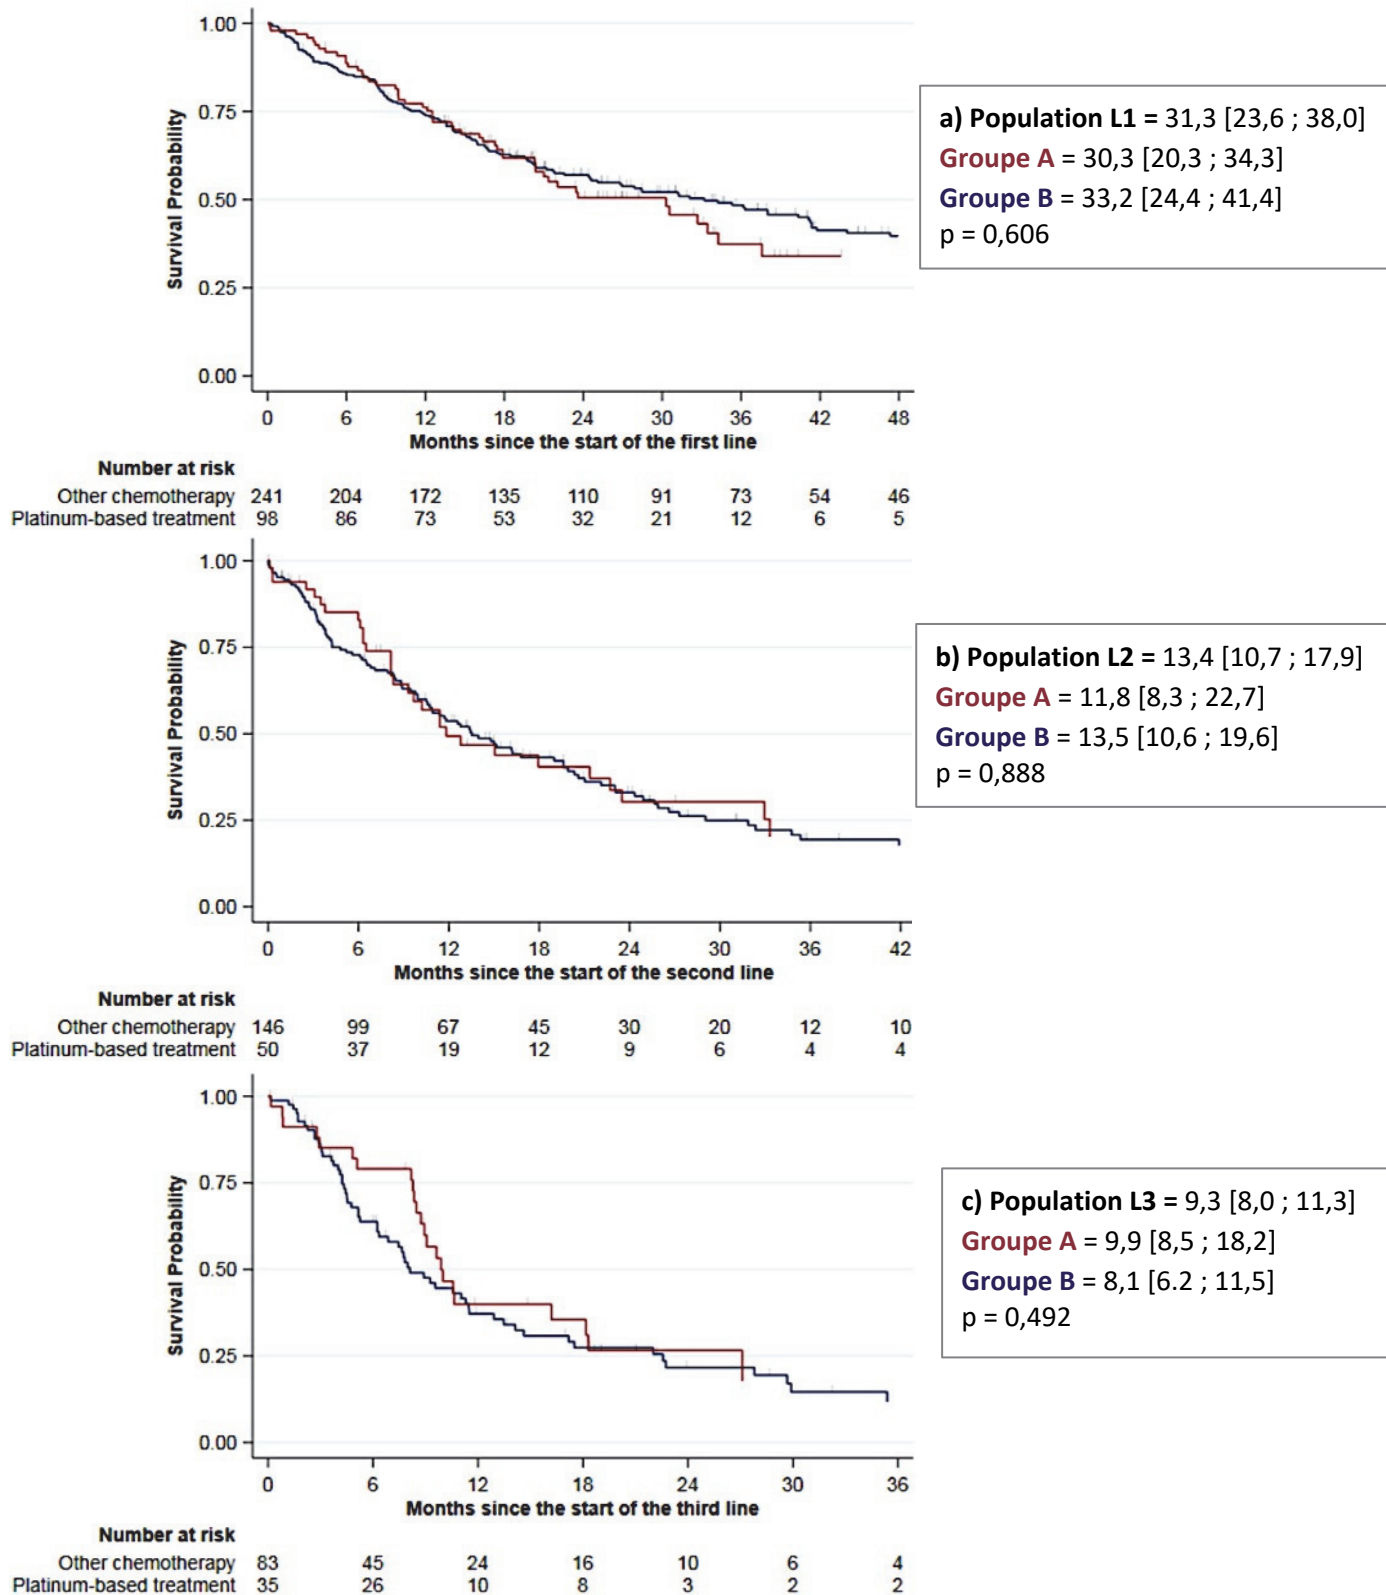 1.00
0.75
0.50
0.25
0.00
Survival Probability
0 6 12 18 24 30 36 42 48
Months since the start of the first line
Number at risk
Other chemotherapy 241 204 172 135 110 91 73 54 46
Platinum-based treatment 98 86 73 53 32 21 12 6 5
a) Population L1 = 31,3 [23,6 ; 38,0]
Groupe A = 30,3 [20,3 ; 34,3]
Groupe B = 33,2 [24,4 ; 41,4]
p = 0,606
1.00
0.75
0.50
0.25
0.00
Survival Probability
0 6 12 18 24 30 36 42
Months since the start of the second line
Number at risk
Other chemotherapy 146 99 67 45 30 20 12 10
Platinum-based treatment 50 37 19 12 9 6 4 4
b) Population L2 = 13,4 [10,7 ; 17,9]
Groupe A = 11,8 [8,3 ; 22,7]
Groupe B = 13,5 [10,6 ; 19,6]
p = 0,888
1.00
0.75
0.50
0.25
0.00
Survival Probability
0 6 12 18 24 30 36
Months since the start of the third line
Number at risk
Other chemotherapy 83 45 24 16 10 6 4
Platinum-based treatment 35 26 10 8 3 2 2
c) Population L3 = 9,3 [8,0 ; 11,3]
Groupe A = 9,9 [8,5 ; 18,2]
Groupe B = 8,1 [6.2 ; 11,5]
p = 0,492